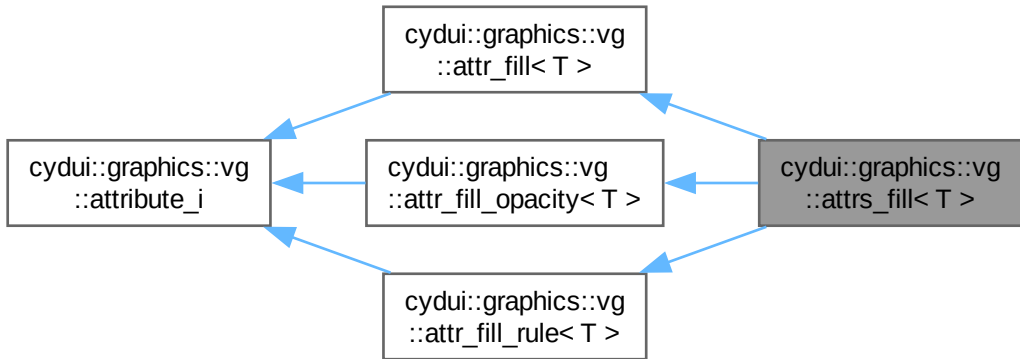 cydui::graphics::vg
::attr_fill< T >
cydui::graphics::vg
::attribute_i
cydui::graphics::vg
::attr_fill_opacity< T >
cydui::graphics::vg
::attrs_fill< T >
cydui::graphics::vg
::attr_fill_rule< T >